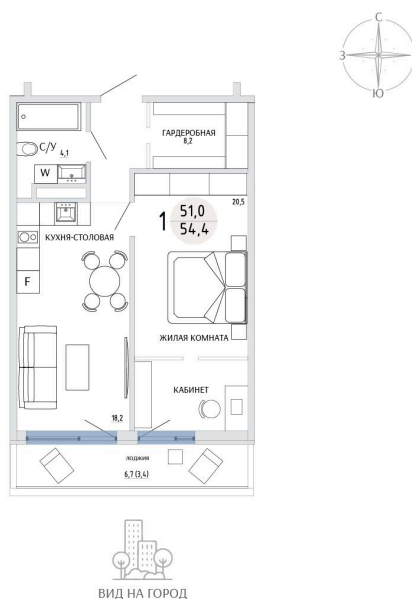 С
З
Ю
ГАРДЕРОБНАЯ
8,2
С/У 4,1
W
20,5
1 51,0
54,4
КУХНЯ-СТОЛОВАЯ
F
ЖИЛАЯ КОМНАТА
КАБИНЕТ
18,2
ЛОДЖИЯ
6,7 (3,4)
ВИД НА ГОРОД